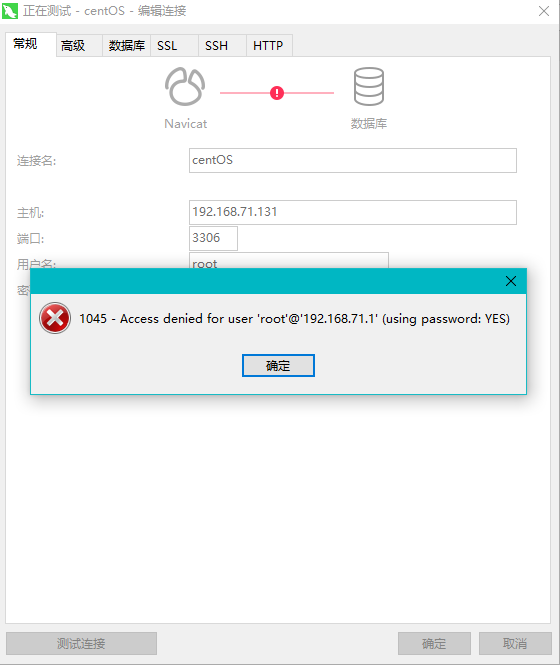 正在测试 - centOS - 编辑连接
常规 高级 数据库 SSL SSH HTTP
Navicat 数据库
连接名: centOS
主机: 192.168.71.131
端口: 3306
用户名: root
1045 - Access denied for user 'root'@'192.168.71.1' (using password: YES)
确定
测试连接 确定 取消